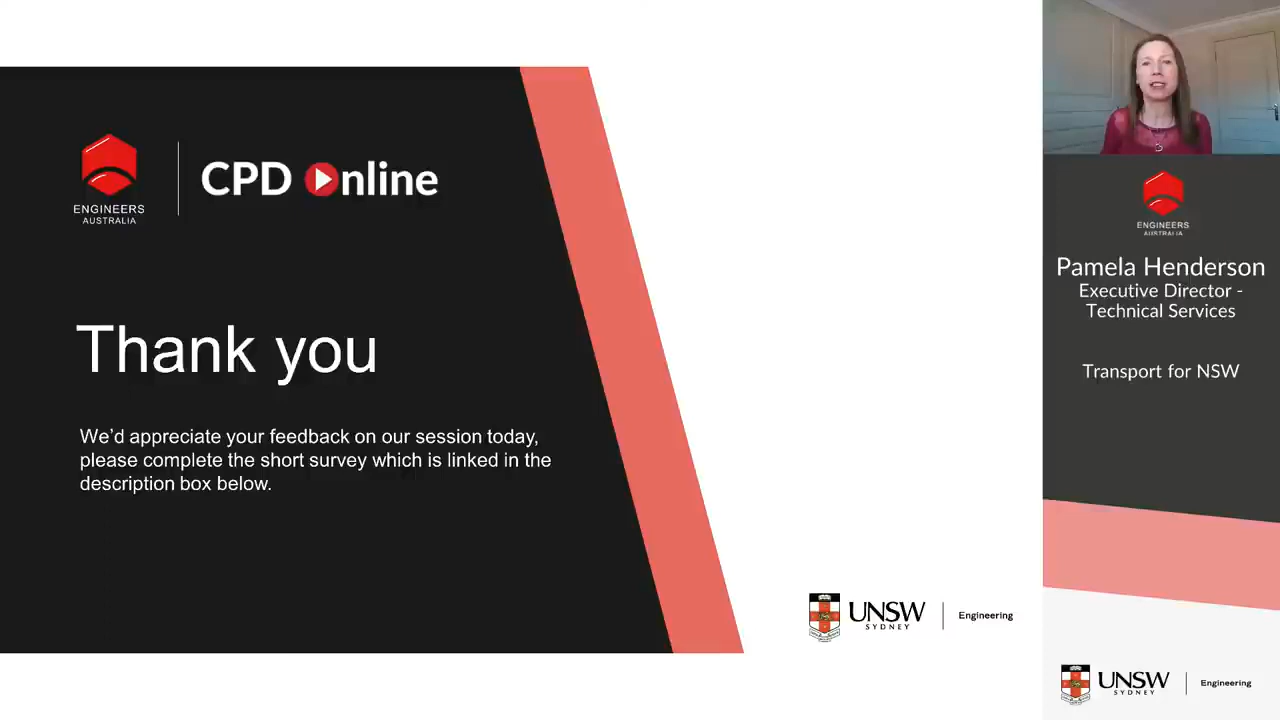 ENGINEERS
AUSTRALIA
CPD Online
Thank you
We'd appreciate your feedback on our session today,
please complete the short survey which is linked in the
description box below.
UNSW
SYDNEY
Engineering
ENGINEERS
AUSTRALIA
Pamela Henderson
Executive Director -
Technical Services
Transport for NSW
UNSW
SYDNEY
Engineering